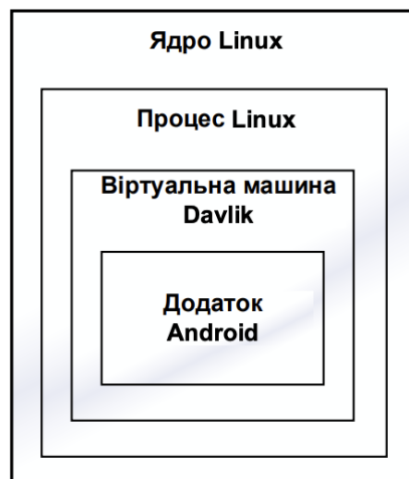 Ядро Linux
Процес Linux
Віртуальна машина
Davlik
Додаток
Android